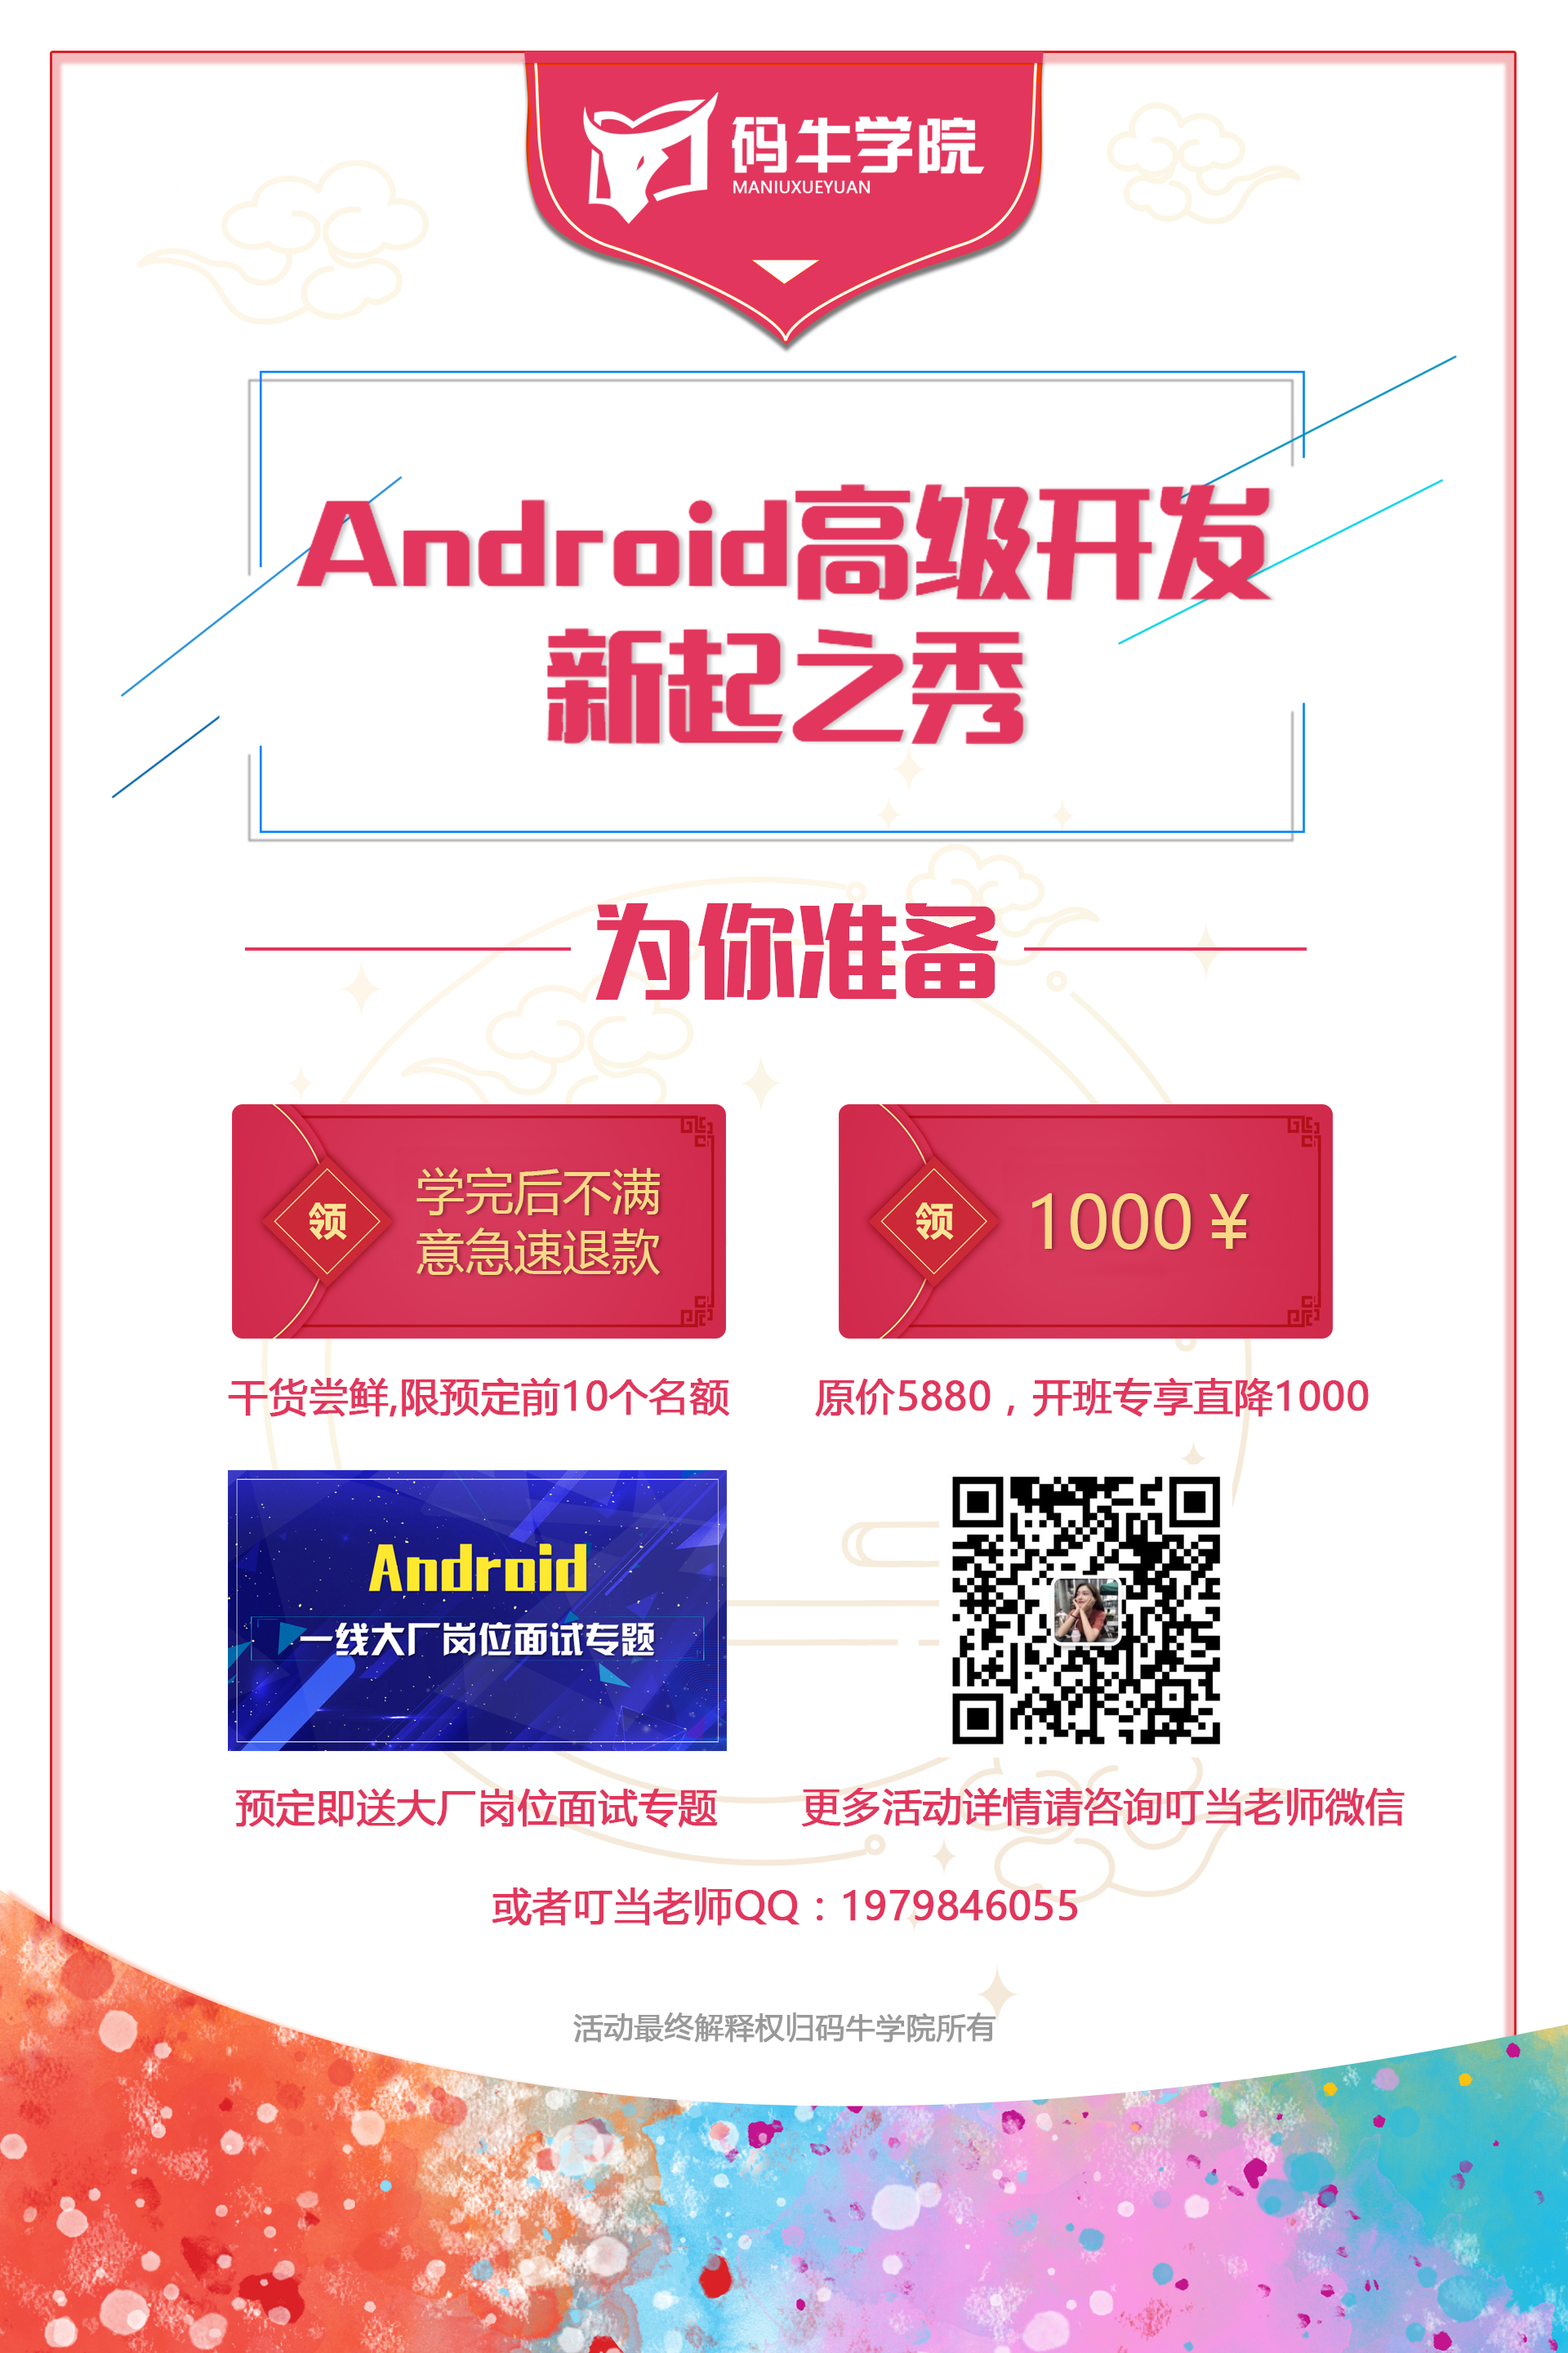 码牛学院
MANIUXUEYUAN
Android高级开发
新起之秀
为你准备
领
学完后不满
意急速退款
领
1000￥
干货尝鲜,限预定前10个名额
原价5880，开班专享直降1000
Android
一线大厂岗位面试专题
预定即送大厂岗位面试专题
更多活动详情请咨询叮当老师微信
或者叮当老师QQ：1979846055
活动最终解释权归码牛学院所有